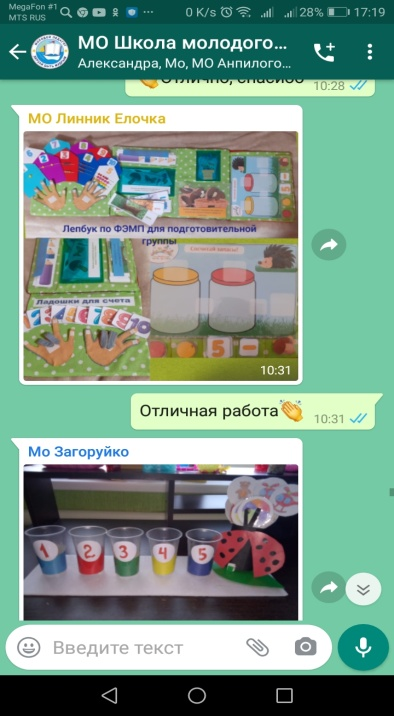 MegaFon #1
MTS RUS
0 K/s
28%
17:19
МО Школа молодого...
Александра, Мо, МО Анпилого...
Отлично, спасибо
10:28
МО Линник Елочка
Лепбук по ФЭМП для подготовительной
группы
Ладошки для счета
5
10:31
Отличная работа
10:31
Мо Загоруйко
1 2 3 4 5
Введите текст